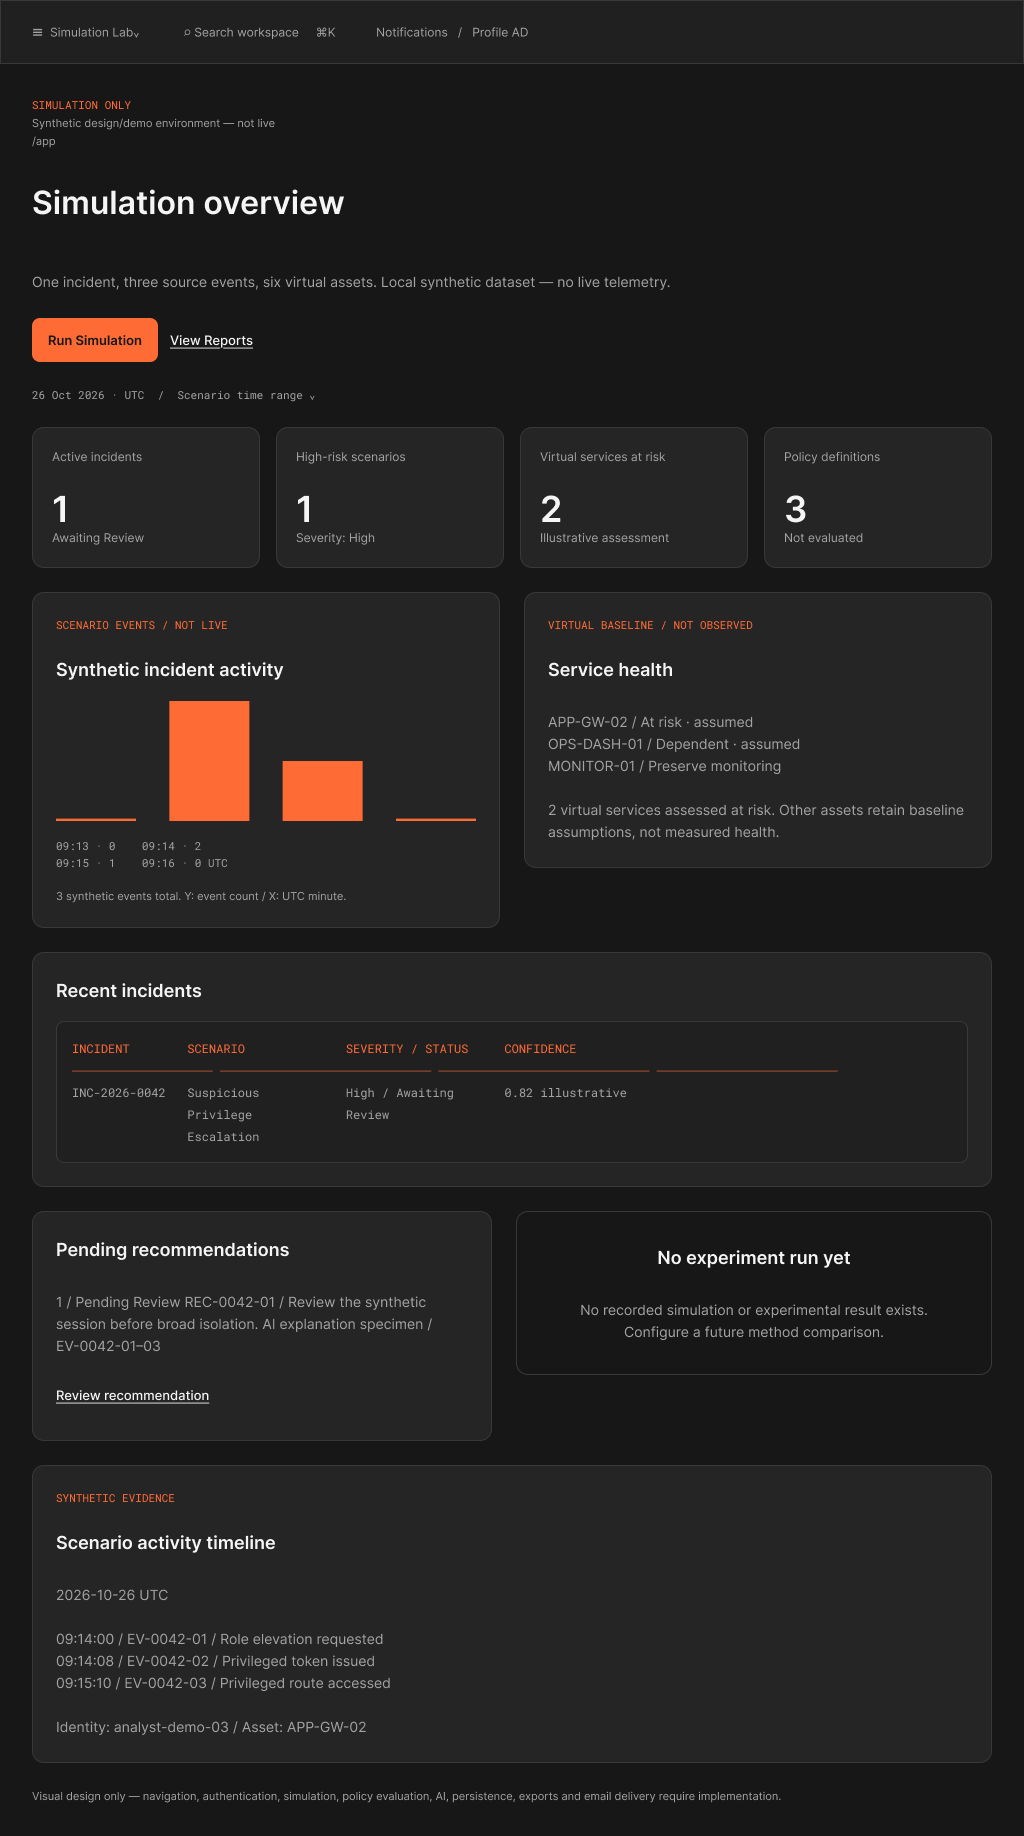 ≡ Simulation Lab⌄ ⌕ Search workspace ⌘K Notifications / Profile AD
SIMULATION ONLY
Synthetic design/demo environment — not live
/app
Simulation overview
One incident, three source events, six virtual assets. Local synthetic dataset — no live telemetry.
Run Simulation View Reports
26 Oct 2026 · UTC / Scenario time range ⌄
Active incidents
1
Awaiting Review
High-risk scenarios
1
Severity: High
Virtual services at risk
2
Illustrative assessment
Policy definitions
3
Not evaluated
SCENARIO EVENTS / NOT LIVE
Synthetic incident activity
09:13 · 0 09:14 · 2
09:15 · 1 09:16 · 0 UTC
3 synthetic events total. Y: event count / X: UTC minute.
VIRTUAL BASELINE / NOT OBSERVED
Service health
APP-GW-02 / At risk · assumed
OPS-DASH-01 / Dependent · assumed
MONITOR-01 / Preserve monitoring
2 virtual services assessed at risk. Other assets retain baseline
assumptions, not measured health.
Recent incidents
INCIDENT SCENARIO SEVERITY / STATUS CONFIDENCE
INC-2026-0042 Suspicious High / Awaiting 0.82 illustrative
Privilege Review
Escalation
Pending recommendations
1 / Pending Review REC-0042-01 / Review the synthetic
session before broad isolation. AI explanation specimen /
EV-0042-01–03
Review recommendation
No experiment run yet
No recorded simulation or experimental result exists.
Configure a future method comparison.
SYNTHETIC EVIDENCE
Scenario activity timeline
2026-10-26 UTC
09:14:00 / EV-0042-01 / Role elevation requested
09:14:08 / EV-0042-02 / Privileged token issued
09:15:10 / EV-0042-03 / Privileged route accessed
Identity: analyst-demo-03 / Asset: APP-GW-02
Visual design only — navigation, authentication, simulation, policy evaluation, AI, persistence, exports and email delivery require implementation.